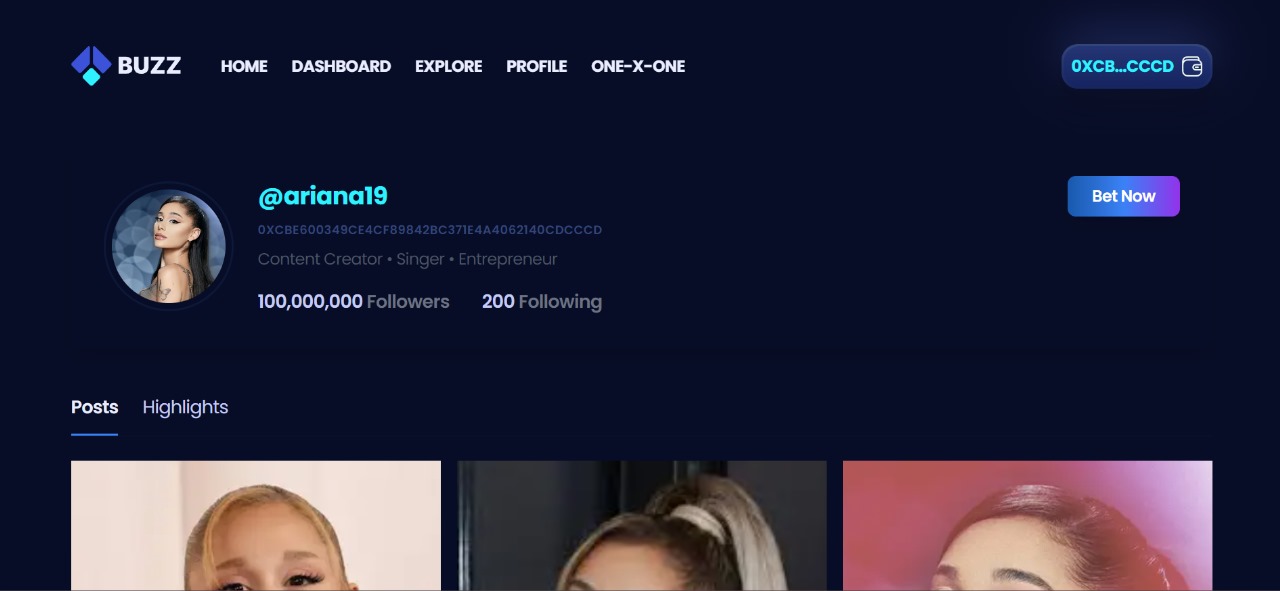 BUZZ HOME DASHBOARD EXPLORE PROFILE ONE-X-ONE 0XCB...CCCD
@ariana19
Bet Now
0XCBE600349CE4CF89842BC371E4A4062140CDCCCD
Content Creator • Singer • Entrepreneur
100,000,000 Followers 200 Following
Posts Highlights